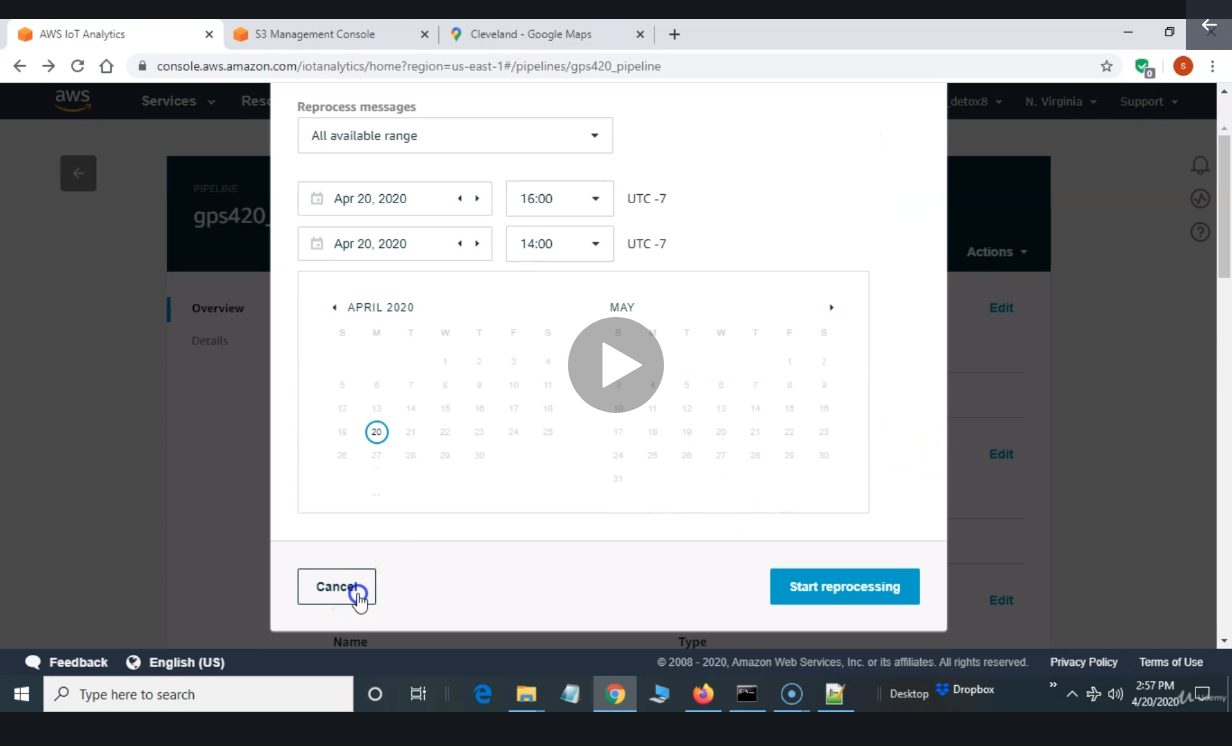 AWS IoT Analytics
S3 Management Console
Cleveland - Google Maps
console.aws.amazon.com/iotanalytics/home?region=us-east-1#/pipelines/gps420_pipeline
0
S
aws
Services
Resc
_detox8
N. Virginia
Support
PIPELINE
gps420_
Actions
Overview
Details
Edit
Edit
Edit
Reprocess messages
All available range
Apr 20, 2020 16:00 UTC -7
Apr 20, 2020 14:00 UTC -7
APRIL 2020
S M T W T F S
1 2 3 4
5 6 7 8 9 10 11
12 13 14 15 16 17 18
19 20 21 22 23 24 25
26 27 28 29 30
MAY
S M T W T F S
1 2
3 4 5 6 7 8 9
10 11 12 13 14 15 16
17 18 19 20 21 22 23
24 25 26 27 28 29 30
31
Cancel
Start reprocessing
Name
Type
Feedback
English (US)
© 2008 - 2020, Amazon Web Services, Inc. or its affiliates. All rights reserved.
Privacy Policy
Terms of Use
Type here to search
Desktop
Dropbox
2:57 PM
4/20/2020
Udemy